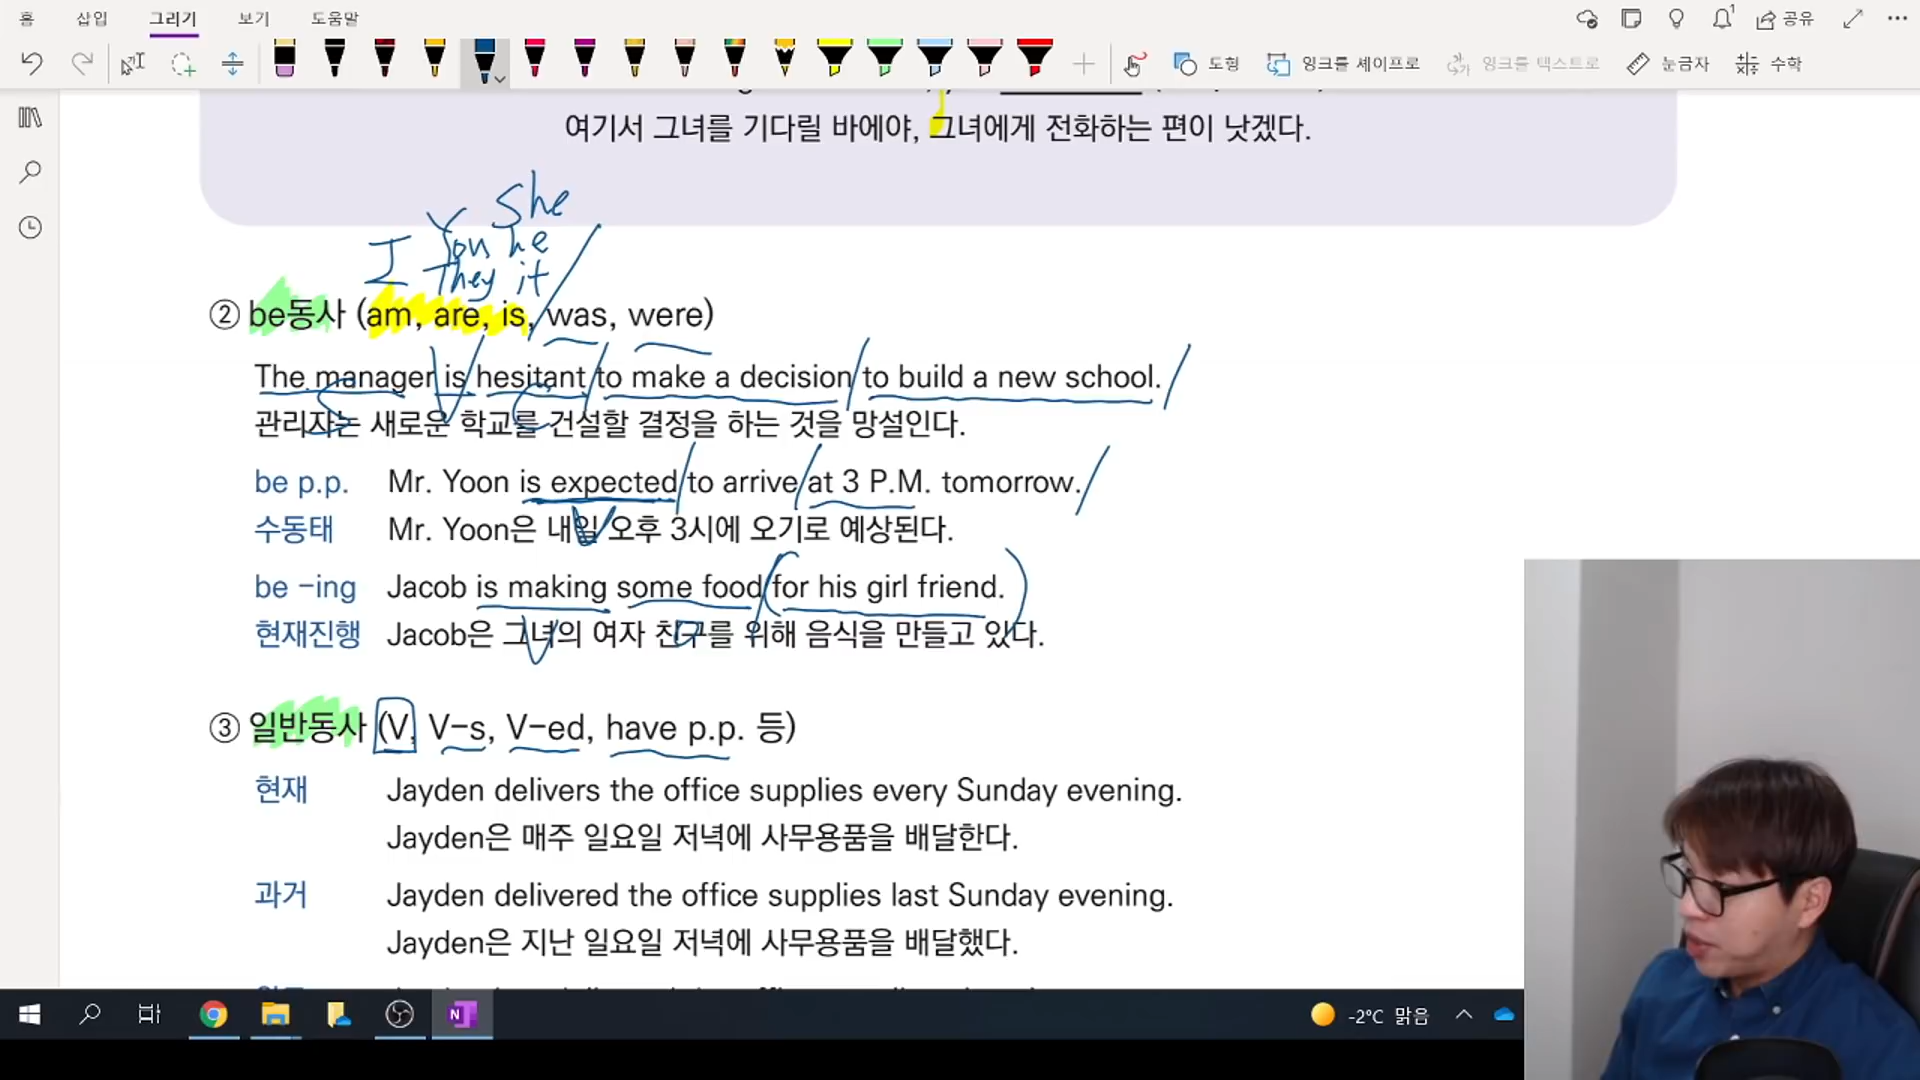 홈 삽입 그리기 보기 도움말
공유
도형 잉크를 셰이프로 잉크를 텍스트로 눈금자 수학
여기서 그녀를 기다릴 바에야, 그녀에게 전화하는 편이 낫겠다.
She
I You he
They it
② be동사 (am, are, is, was, were)
The manager is hesitant to make a decision to build a new school.
관리자는 새로운 학교를 건설할 결정을 하는 것을 망설인다.
be p.p. Mr. Yoon is expected to arrive at 3 P.M. tomorrow.
수동태 Mr. Yoon은 내일 오후 3시에 오기로 예상된다.
be -ing Jacob is making some food for his girl friend.
현재진행 Jacob은 그녀의 여자 친구를 위해 음식을 만들고 있다.
③ 일반동사 (V, V-s, V-ed, have p.p. 등)
현재 Jayden delivers the office supplies every Sunday evening.
Jayden은 매주 일요일 저녁에 사무용품을 배달한다.
과거 Jayden delivered the office supplies last Sunday evening.
Jayden은 지난 일요일 저녁에 사무용품을 배달했다.
-2°C 맑음